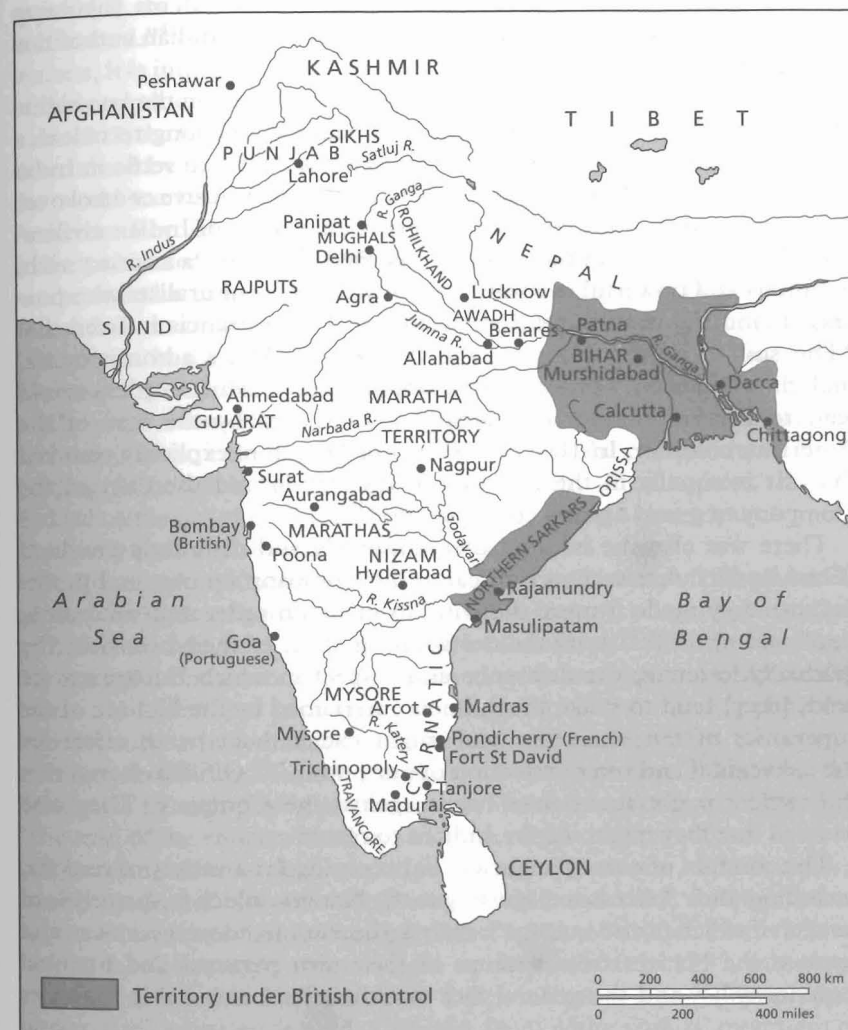 KASHMIR
Peshawar
AFGHANISTAN
TIBET
SIKHS
PUNJAB
Satluj R.
Lahore
R. Ganga
NEPAL
Panipat
ROHILKHAND
MUGHALS
Delhi
R. Indus
RAJPUTS
Lucknow
Agra
AWADH
SIND
Benares
Patna
Jumna R.
R. Ganga
Allahabad
BIHAR
Murshidabad
Dacca
Ahmedabad
MARATHA
Calcutta
GUJARAT
Narbada R.
TERRITORY
Chittagong
Nagpur
ORISSA
Surat
Aurangabad
Godavari
NORTHERN SARKARS
Bombay
(British)
MARATHAS
Poona
NIZAM
Hyderabad
Rajamundry
Arabian
Sea
R. Kissna
Bay of
Bengal
Masulipatam
Goa
(Portuguese)
CARNATIC
MYSORE
Arcot
Madras
Mysore
R. Katery
Pondicherry (French)
Fort St David
Trichinopoly
Tanjore
TRAVANCORE
Madurai
CEYLON
Territory under British control
0 200 400 600 800 km
0 200 400 miles